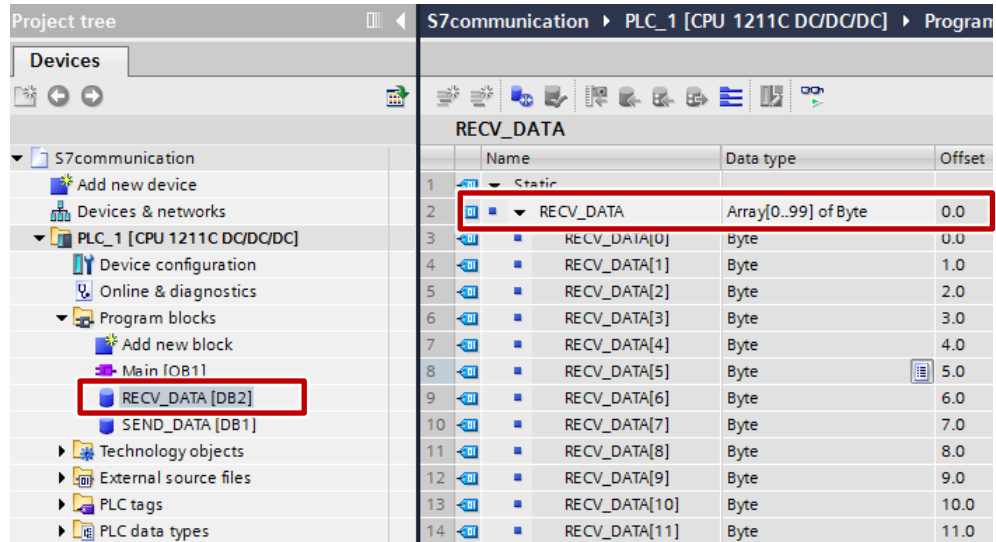 Project tree
Devices
S7communication
Add new device
Devices & networks
PLC_1 [CPU 1211C DC/DC/DC]
Device configuration
Online & diagnostics
Program blocks
Add new block
Main [OB1]
RECV_DATA [DB2]
SEND_DATA [DB1]
Technology objects
External source files
PLC tags
PLC data types
S7communication ▸ PLC_1 [CPU 1211C DC/DC/DC] ▸ Program
RECV_DATA
Name Data type Offset
1 Static
2 RECV_DATA Array[0..99] of Byte 0.0
3 RECV_DATA[0] Byte 0.0
4 RECV_DATA[1] Byte 1.0
5 RECV_DATA[2] Byte 2.0
6 RECV_DATA[3] Byte 3.0
7 RECV_DATA[4] Byte 4.0
8 RECV_DATA[5] Byte 5.0
9 RECV_DATA[6] Byte 6.0
10 RECV_DATA[7] Byte 7.0
11 RECV_DATA[8] Byte 8.0
12 RECV_DATA[9] Byte 9.0
13 RECV_DATA[10] Byte 10.0
14 RECV_DATA[11] Byte 11.0